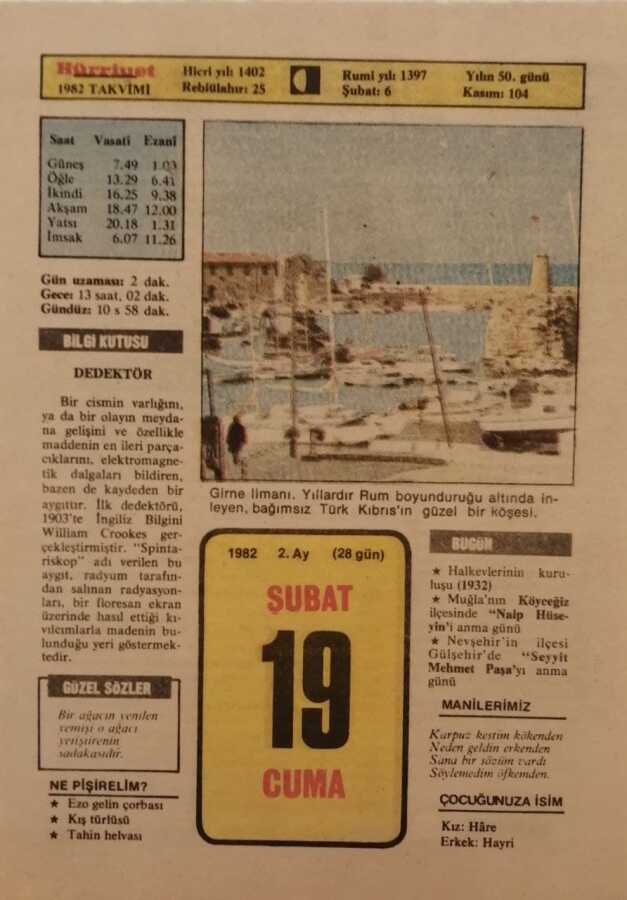 Hürriyet
1982 TAKVİMİ
Hicri yılı: 1402
Rebiülahır: 25
Rumi yılı: 1397
Şubat: 6
Yılın 50. günü
Kasım: 104
Saat Vasatî Ezanî
Güneş 7.49 1.03
Öğle 13.29 6.41
İkindi 16.25 9.38
Akşam 18.47 12.00
Yatsı 20.18 1.31
İmsak 6.07 11.26
Gün uzaması: 2 dak.
Gece: 13 saat, 02 dak.
Gündüz: 10 s 58 dak.
BİLGİ KUTUSU
DEDEKTÖR
Bir cismin varlığını,
ya da bir olayın meyda-
na gelişini ve özellikle
maddenin en ileri parça-
cıklarını, elektromagne-
tik dalgaları bildiren,
bazen de kaydeden bir
aygıttır. İlk dedektörü,
1903'te İngiliz Bilgini
William Crookes ger-
çekleştirmiştir. "Spinta-
riskop" adı verilen bu
aygıt, radyum tarafın-
dan salınan radyasyon-
ları, bir floresan ekran
üzerinde hasıl ettiği kı-
vılcımlarla madenin bu-
lunduğu yeri göstermek-
tedir.
GÜZEL SÖZLER
Bir ağacın yenilen
yemişi o ağacı
yetiştirenin
sadakasıdır.
NE PİŞİRELİM?
★ Ezo gelin çorbası
★ Kış türlüsü
★ Tahin helvası
Girne limanı. Yıllardır Rum boyunduruğu altında in-
leyen, bağımsız Türk Kıbrıs'ın güzel bir köşesi.
1982 2. Ay (28 gün)
ŞUBAT
19
CUMA
BUGÜN
★ Halkevlerinin kuru-
luşu (1932)
★ Muğla'nın Köyceğiz
ilçesinde "Naip Hüse-
yin'i anma günü
★ Nevşehir'in ilçesi
Gülşehir'de "Seyyit
Mehmet Paşa'yı anma
günü
MANİLERİMİZ
Karpuz kestim kökenden
Neden geldin erkenden
Sana bir sözüm vardı
Söylemedim öfkemden.
ÇOCUĞUNUZA İSİM
Kız: Hâre
Erkek: Hayri